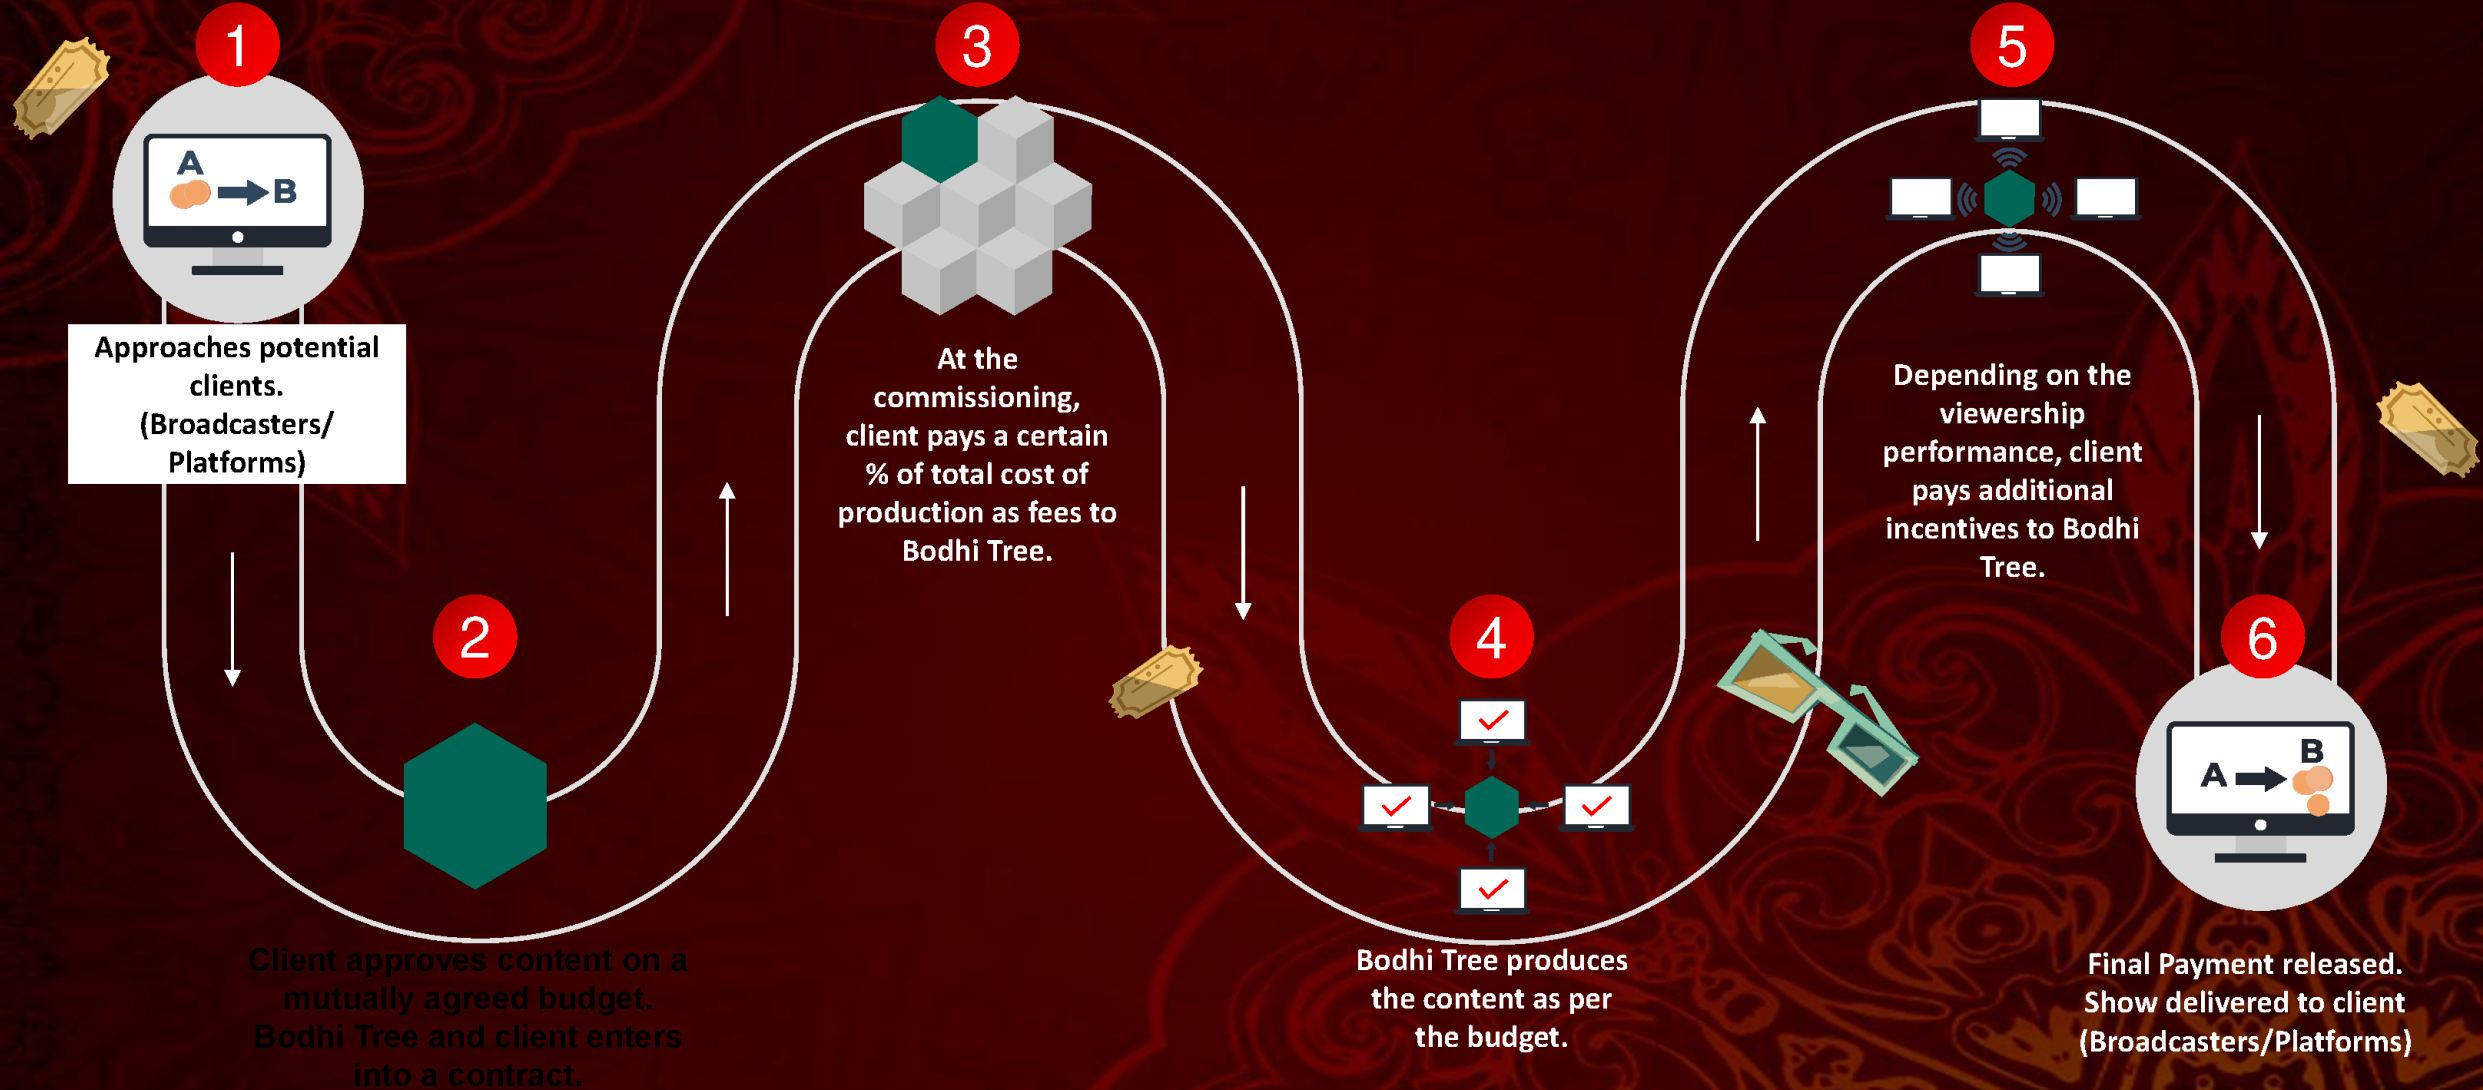 1
A
B
Approaches potential
clients.
(Broadcasters/
Platforms)
2
Client approves content on a
mutually agreed budget.
Bodhi Tree and client enters
into a contract.
3
At the
commissioning,
client pays a certain
% of total cost of
production as fees to
Bodhi Tree.
4
Bodhi Tree produces
the content as per
the budget.
5
Depending on the
viewership
performance, client
pays additional
incentives to Bodhi
Tree.
6
A
B
Final Payment released.
Show delivered to client
(Broadcasters/Platforms)